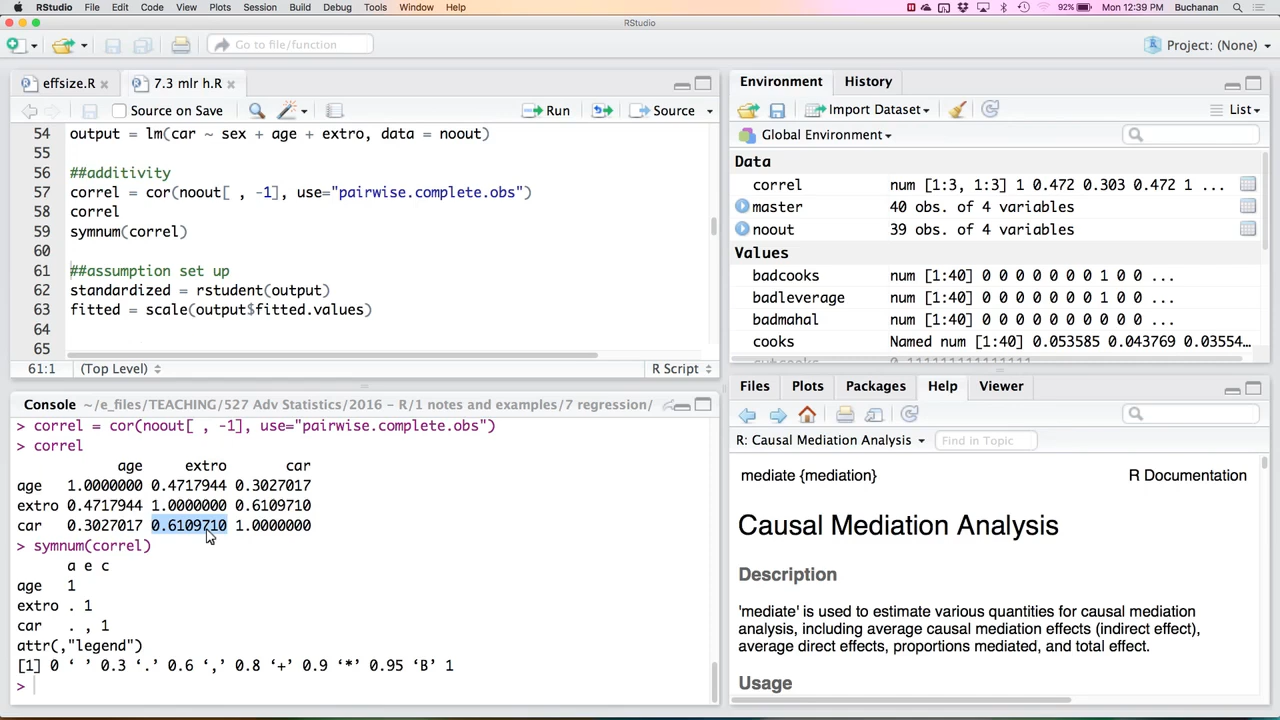 RStudio File Edit Code View Plots Session Build Debug Tools Window Help 92% Mon 12:39 PM Buchanan
RStudio
Go to file/function Project: (None)
effsize.R 7.3 mlr h.R
Source on Save Run Source
54 output = lm(car ~ sex + age + extro, data = noout)
55
56 ##additivity
57 correl = cor(noout[ , -1], use="pairwise.complete.obs")
58 correl
59 symnum(correl)
60
61 ##assumption set up
62 standardized = rstudent(output)
63 fitted = scale(output$fitted.values)
64
65
61:1 (Top Level) R Script
Console ~/e_files/TEACHING/527 Adv Statistics/2016 - R/1 notes and examples/7 regression/
> correl = cor(noout[ , -1], use="pairwise.complete.obs")
> correl
age extro car
age 1.0000000 0.4717944 0.3027017
extro 0.4717944 1.0000000 0.6109710
car 0.3027017 0.6109710 1.0000000
> symnum(correl)
a e c
age 1
extro . 1
car . , 1
attr(,"legend")
[1] 0 ‘ ’ 0.3 ‘.’ 0.6 ‘,’ 0.8 ‘+’ 0.9 ‘*’ 0.95 ‘B’ 1
>
Environment History
Import Dataset List
Global Environment
Data
correl num [1:3, 1:3] 1 0.472 0.303 0.472 1 ...
master 40 obs. of 4 variables
noout 39 obs. of 4 variables
Values
badcooks num [1:40] 0 0 0 0 0 0 0 1 0 0 ...
badleverage num [1:40] 0 0 0 0 0 0 0 1 0 0 ...
badmahal num [1:40] 0 0 0 0 0 0 0 0 0 0 ...
cooks Named num [1:40] 0.053585 0.043769 0.03554…
Files Plots Packages Help Viewer
R: Causal Mediation Analysis Find in Topic
mediate {mediation} R Documentation
Causal Mediation Analysis
Description
'mediate' is used to estimate various quantities for causal mediation
analysis, including average causal mediation effects (indirect effect),
average direct effects, proportions mediated, and total effect.
Usage